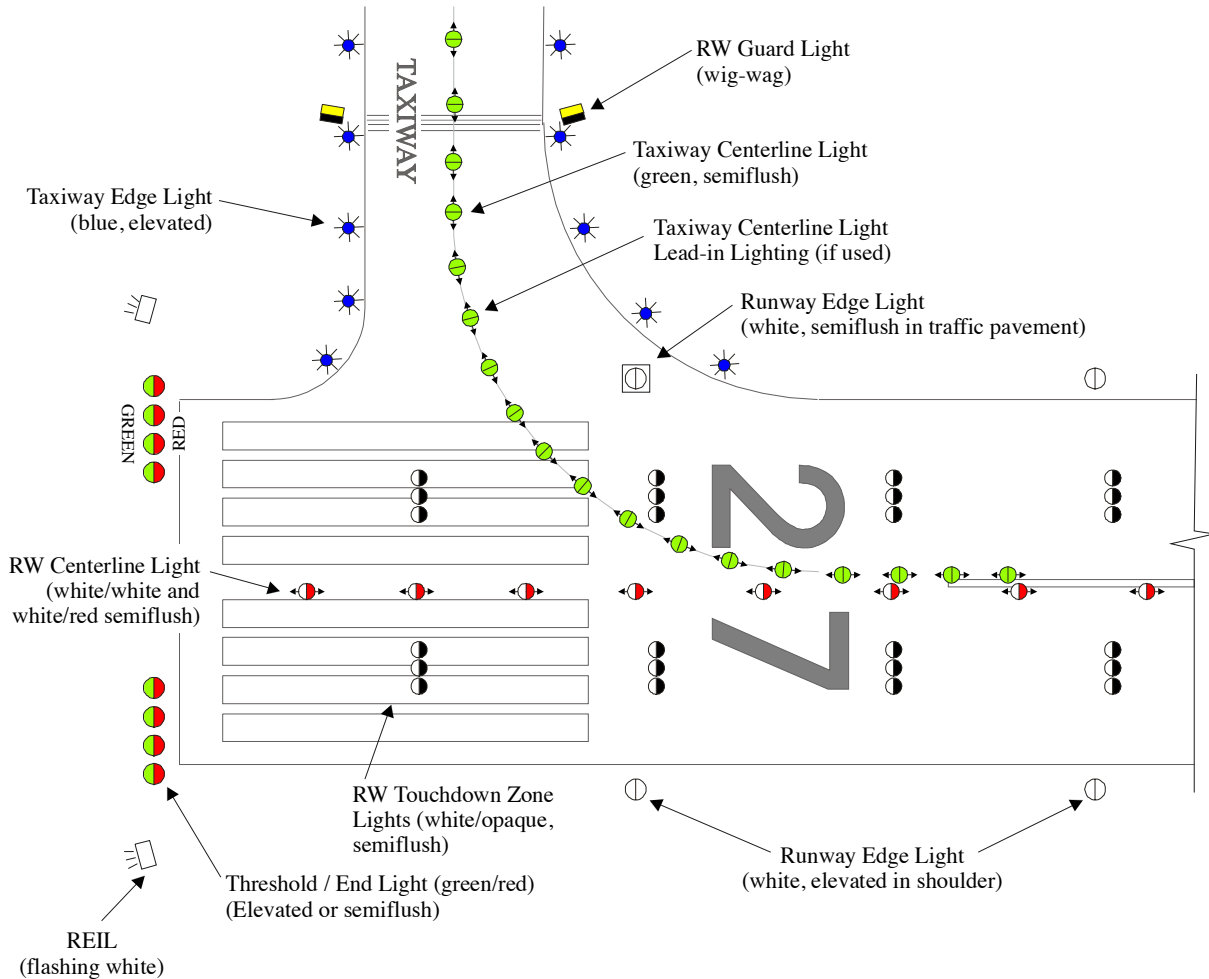 TAXIWAY
RW Guard Light
(wig-wag)
Taxiway Centerline Light
(green, semiflush)
Taxiway Edge Light
(blue, elevated)
Taxiway Centerline Light
Lead-in Lighting (if used)
Runway Edge Light
(white, semiflush in traffic pavement)
GREEN
RED
27
RW Centerline Light
(white/white and
white/red semiflush)
RW Touchdown Zone
Lights (white/opaque,
semiflush)
Runway Edge Light
(white, elevated in shoulder)
Threshold / End Light (green/red)
(Elevated or semiflush)
REIL
(flashing white)